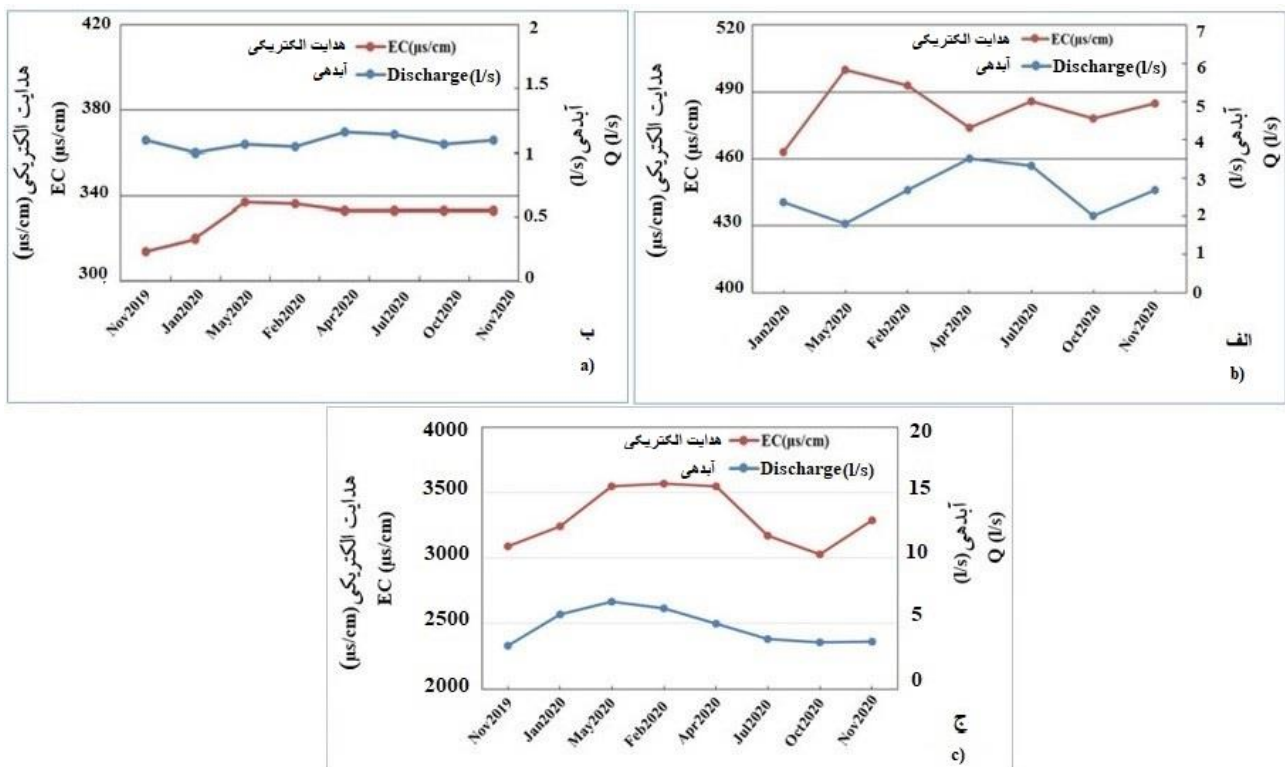 420
380
340
300
هدایت الکتریکی (µs/cm)
EC (µs/cm)
هدایت الکتریکی EC(µs/cm)
آبدهی Discharge(l/s)
2
1.5
1
0.5
0
آبدهی (l/s)
Q (l/s)
Nov2019
Jan2020
May2020
Feb2020
Apr2020
Jul2020
Oct2020
Nov2020
a)
520
490
460
430
400
هدایت الکتریکی (µs/cm)
EC (µs/cm)
هدایت الکتریکی EC(µs/cm)
آبدهی Discharge(l/s)
7
6
5
4
3
2
1
0
آبدهی (l/s)
Q (l/s)
Jan2020
May2020
Feb2020
Apr2020
Jul2020
Oct2020
Nov2020
الف
b)
4000
3500
3000
2500
2000
هدایت الکتریکی (µs/cm)
EC (µs/cm)
هدایت الکتریکی EC(µs/cm)
آبدهی Discharge(l/s)
20
15
10
5
0
آبدهی (l/s)
Q (l/s)
Nov2019
Jan2020
May2020
Feb2020
Apr2020
Jul2020
Oct2020
Nov2020
ج
c)